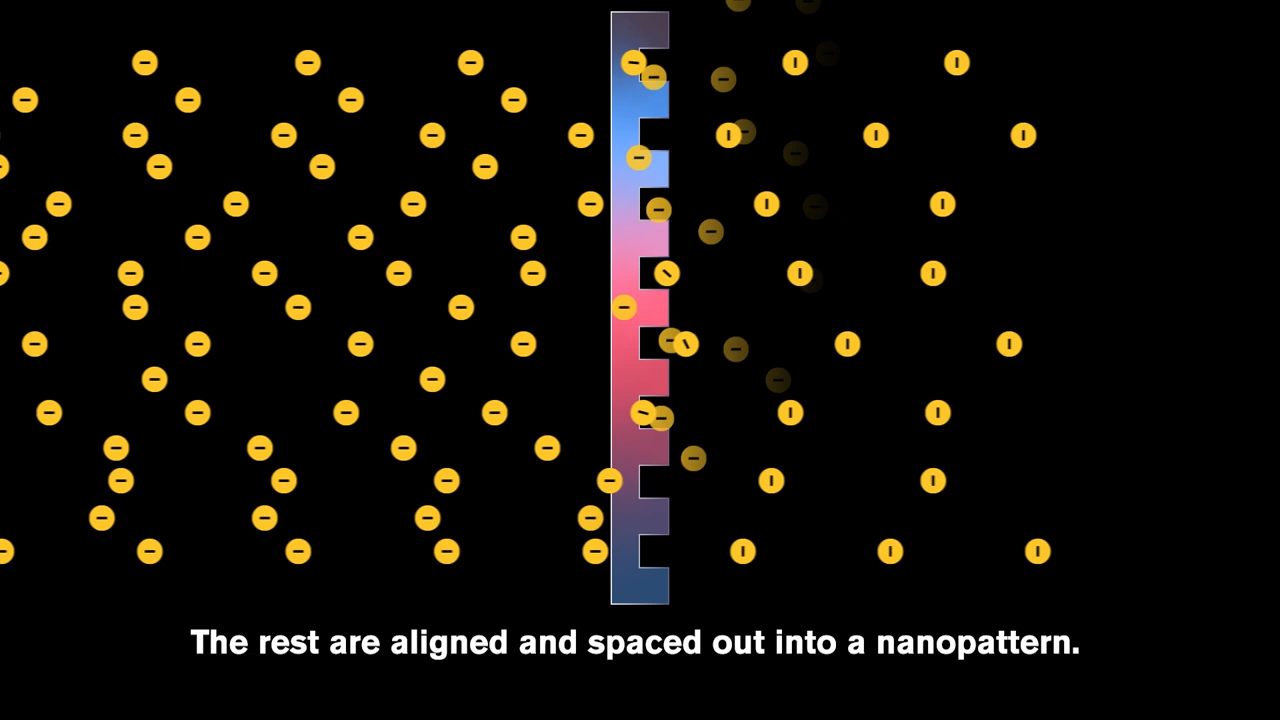 The rest are aligned and spaced out into a nanopattern.